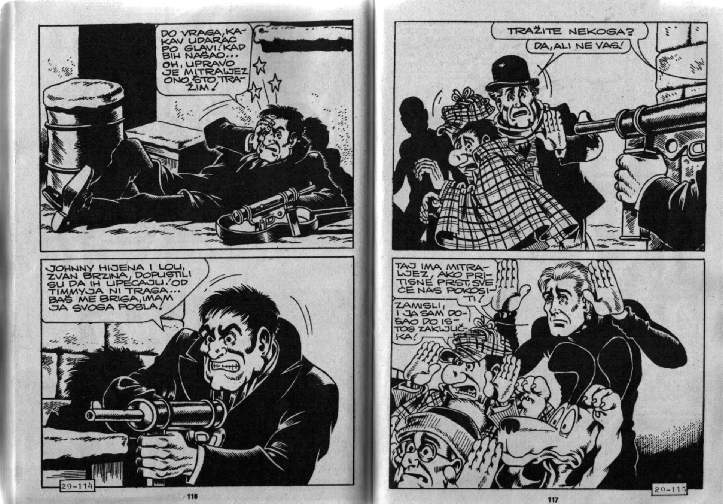 DO VRAGA, KA-
KAV UDARAC
PO GLAVI! KAD
BIH NAŠAO...
OH, UPRAVO
JE MITRALJEZ
ONO ŠTO TRA-
ŽIM!
JOHNNY HIJENA I LOU,
ZVAN BRZINA, DOPUSTILI
SU DA IH UPECAJU! OD
TIMMYJA NI TRAGA...
BAŠ ME BRIGA, IMAM
JA SVOGA POSLA!
20-114
116
TRAŽITE NEKOGA?
DA, ALI NE VAS!
TAJ IMA MITRA-
LJEZ, AKO PRI-
TISNE PRST, SVE
ĆE NAS POKOSI-
TI!
ZAMISLI,
I JA SAM DO-
ŠAO DO IS-
TOG ZAKLJUČ-
KA!
117